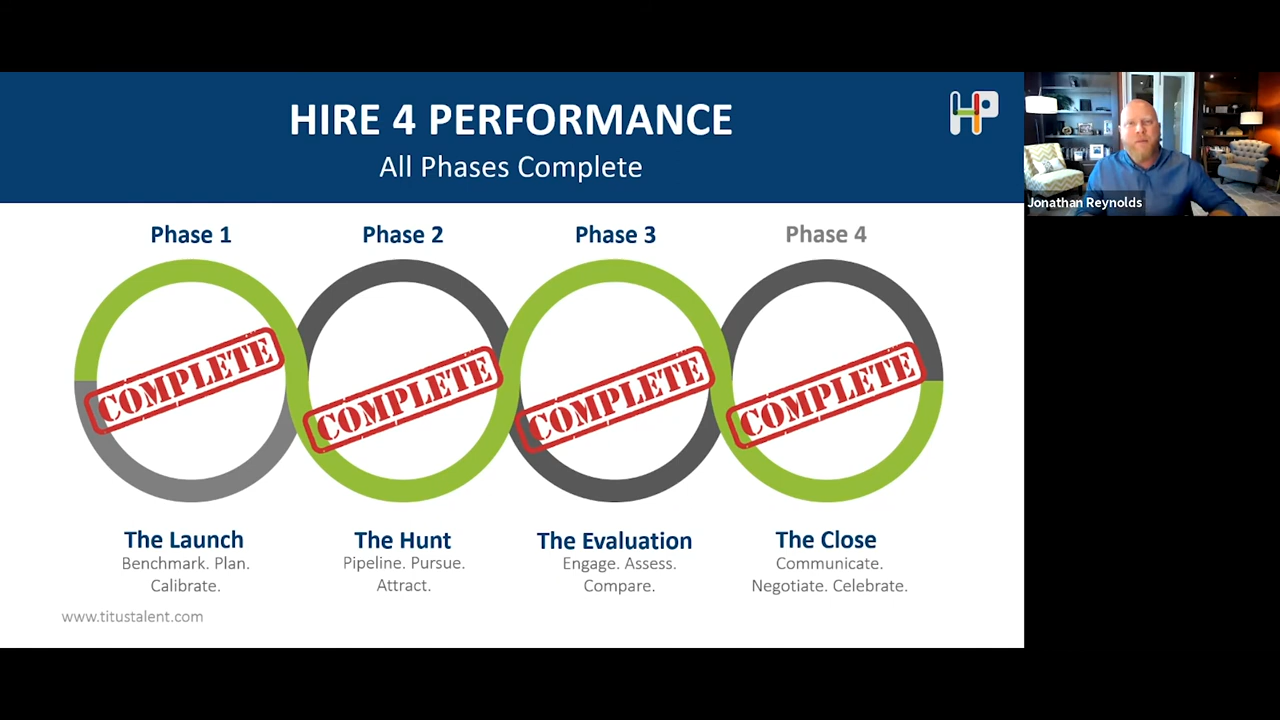 HIRE 4 PERFORMANCE
All Phases Complete
HP
Jonathan Reynolds
Phase 1
Phase 2
Phase 3
Phase 4
COMPLETE
COMPLETE
COMPLETE
COMPLETE
The Launch
Benchmark. Plan.
Calibrate.
The Hunt
Pipeline. Pursue.
Attract.
The Evaluation
Engage. Assess.
Compare.
The Close
Communicate.
Negotiate. Celebrate.
www.titustalent.com